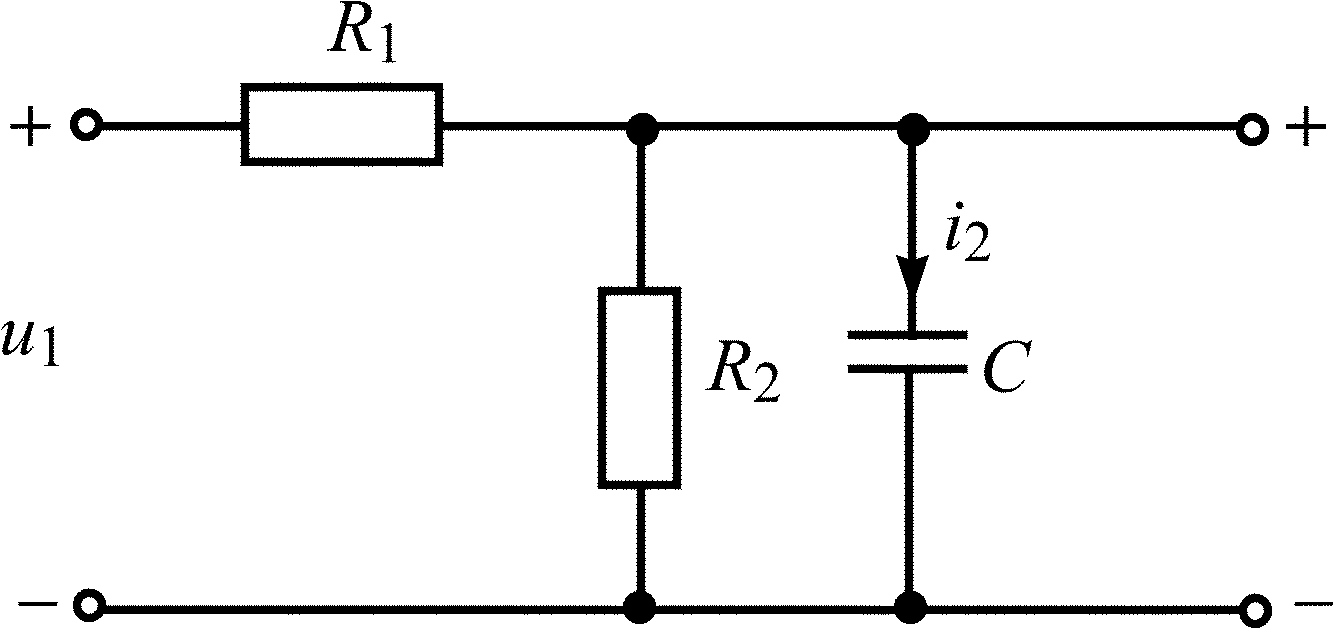 R₁
+ +
i₂
u₁
R₂ C
− −